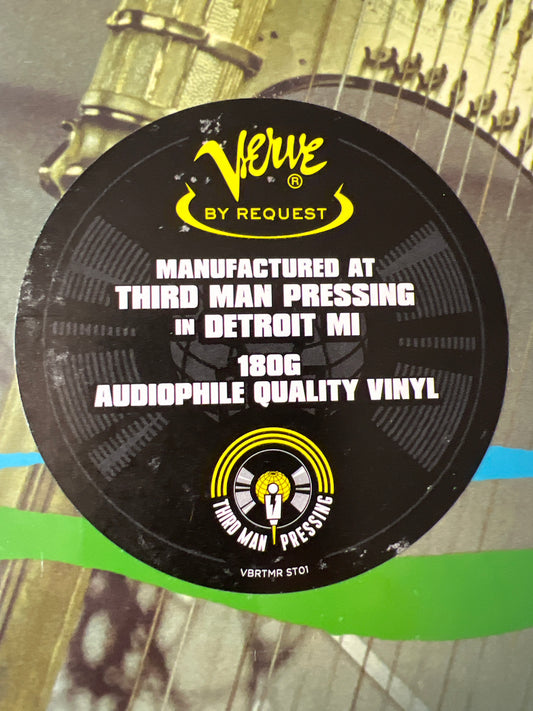 Verve ®
BY REQUEST
MANUFACTURED AT
THIRD MAN PRESSING
IN DETROIT MI
180G
AUDIOPHILE QUALITY VINYL
THIRD MAN PRESSING
VBRTMR ST01